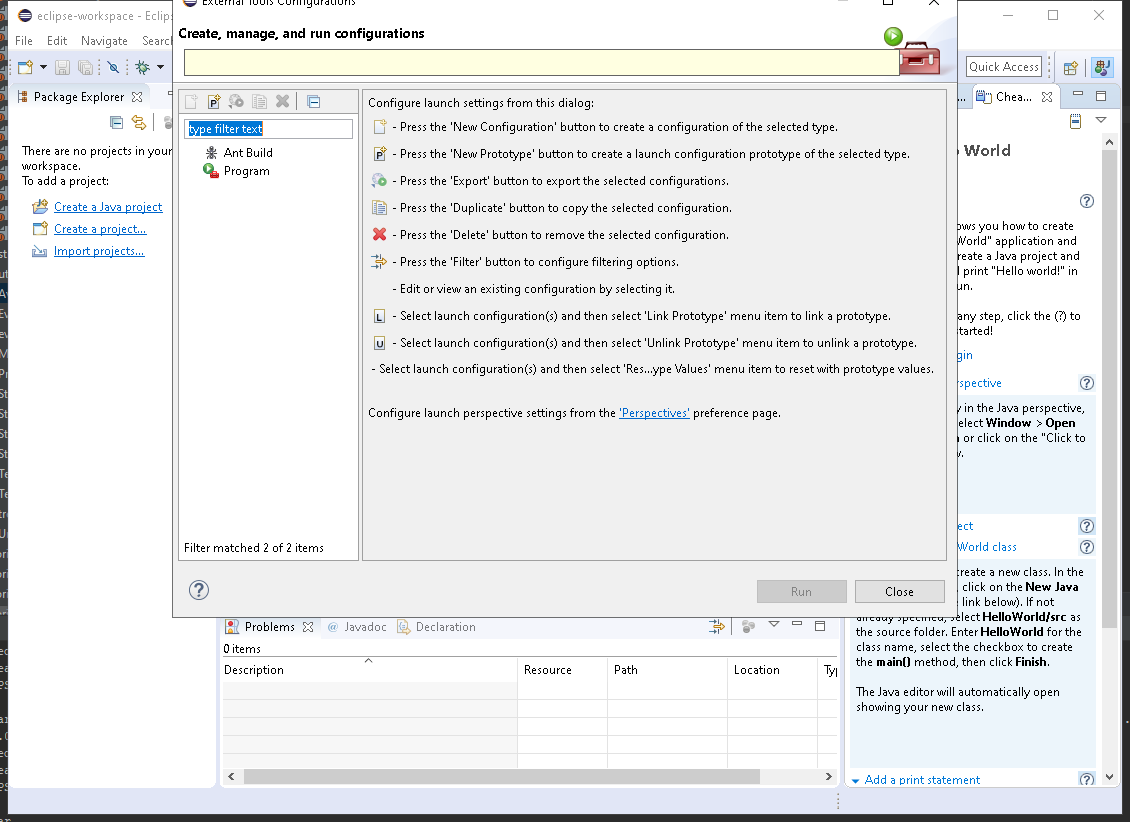 eclipse-workspace - Eclip
External Tools Configurations
File Edit Navigate Searc
Create, manage, and run configurations
Quick Access
Package Explorer
There are no projects in your
workspace.
To add a project:
Create a Java project
Create a project...
Import projects...
type filter text
Ant Build
Program
Filter matched 2 of 2 items
Configure launch settings from this dialog:
- Press the 'New Configuration' button to create a configuration of the selected type.
- Press the 'New Prototype' button to create a launch configuration prototype of the selected type.
- Press the 'Export' button to export the selected configurations.
- Press the 'Duplicate' button to copy the selected configuration.
- Press the 'Delete' button to remove the selected configuration.
- Press the 'Filter' button to configure filtering options.
- Edit or view an existing configuration by selecting it.
- Select launch configuration(s) and then select 'Link Prototype' menu item to link a prototype.
- Select launch configuration(s) and then select 'Unlink Prototype' menu item to unlink a prototype.
- Select launch configuration(s) and then select 'Res...ype Values' menu item to reset with prototype values.
Configure launch perspective settings from the 'Perspectives' preference page.
Run Close
... Chea...
World
ows you how to create
World" application and
reate a Java project and
print "Hello world!" in
un.
any step, click the (?) to
started!
gin
rspective
y in the Java perspective,
elect Window > Open
or click on the "Click to
w.
ect
World class
create a new class. In the
, click on the New Java
link below). If not
already specified, select HelloWorld/src as
the source folder. Enter HelloWorld for the
class name, select the checkbox to create
the main() method, then click Finish.
The Java editor will automatically open
showing your new class.
Add a print statement
Problems Javadoc Declaration
0 items
Description Resource Path Location Ty